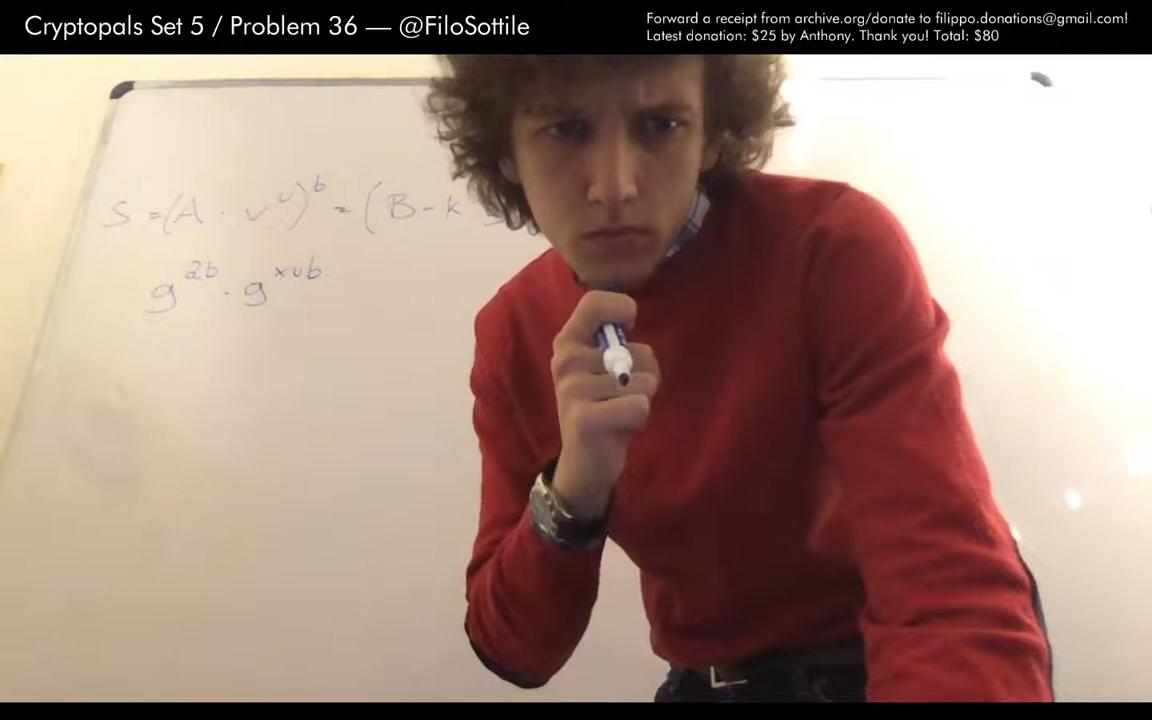 Cryptopals Set 5 / Problem 36 — @FiloSottile
Forward a receipt from archive.org/donate to filippo.donations@gmail.com!
Latest donation: $25 by Anthony. Thank you! Total: $80
S = (A · v^u)^b = (B - k
g^2b · g^xub